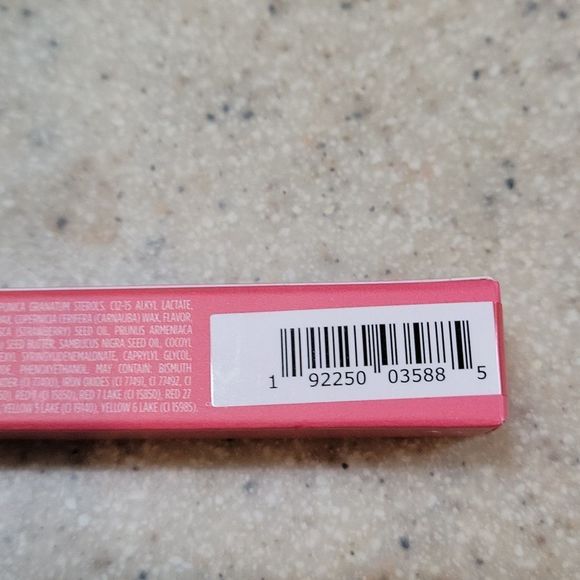 PUNICA GRANATUM STEROLS, C12-15 ALKYL LACTATE,
COPERNICIA CERIFERA (CARNAUBA) WAX, FLAVOR,
(STRAWBERRY) SEED OIL, PRUNUS ARMENIACA
SEED BUTTER, SAMBUCUS NIGRA SEED OIL, COCOYL
SYRINGYLIDENEMALONATE, CAPRYLYL GLYCOL,
PHENOXYETHANOL. MAY CONTAIN: BISMUTH
(CI 77400), IRON OXIDES (CI 77491, CI 77492, CI
RED 7 (CI 15850), RED 7 LAKE (CI 15850), RED 27
YELLOW 5 LAKE (CI 19140), YELLOW 6 LAKE (CI 15985).
1 92250 03588 5